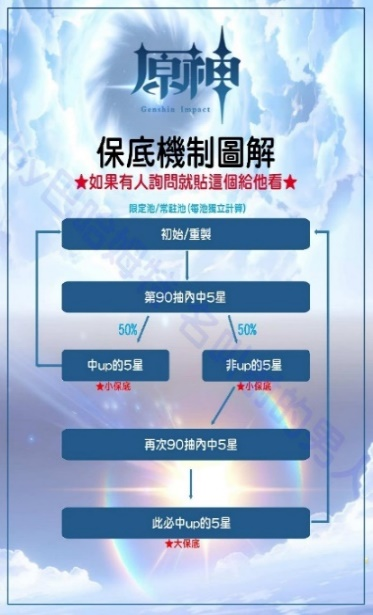 原神
Genshin Impact
保底機制圖解
★如果有人詢問就貼這個給他看★
限定池/常駐池(每池獨立計算)
初始/重製
第90抽內中5星
50%
50%
中up的5星
非up的5星
★小保底
★小保底
再次90抽內中5星
此必中up的5星
★大保底